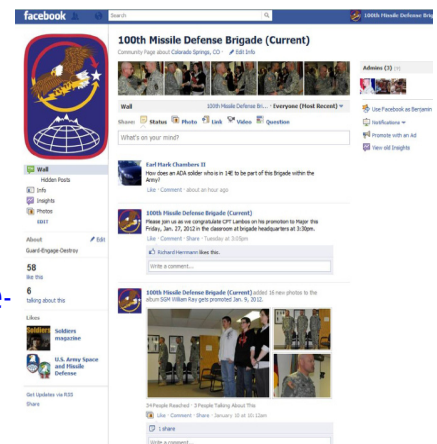 facebook
Search
100th Missile Defense Brig
100th Missile Defense Brigade (Current)
Community Page about Colorado Springs, CO · Edit Info
Wall
100th Missile Defense Bri... · Everyone (Most Recent)
Share: Status Photo Link Video Question
What's on your mind?
Earl Mark Chambers II
How does an ADA soldier who is in 14E to be part of this Brigade within the
Army?
Like · Comment · about an hour ago
100th Missile Defense Brigade (Current)
Please join us as we congratulate CPT Lambos on his promotion to Major this
Friday, Jan. 27, 2012 in the classroom at brigade headquarters at 3:30pm.
Like · Comment · Share · Tuesday at 3:05pm
Richard Herrmann likes this.
Write a comment...
100th Missile Defense Brigade (Current) added 16 new photos to the
album SGM William Ray gets promoted Jan. 9, 2012.
34 People Reached · 3 People Talking About This
Like · Comment · Share · January 10 at 10:12am
1 share
Write a comment...
Wall
Hidden Posts
Info
Insights
Photos
EDIT
About
Edit
Guard-Engage-Destroy
58
like this
6
talking about this
Likes
Soldiers
Soldiers
magazine
U.S. Army Space
and Missile
Defense
Get Updates via RSS
Share
Admins (3)
Use Facebook as Benjamin
Notifications
Promote with an Ad
View old Insights
e-